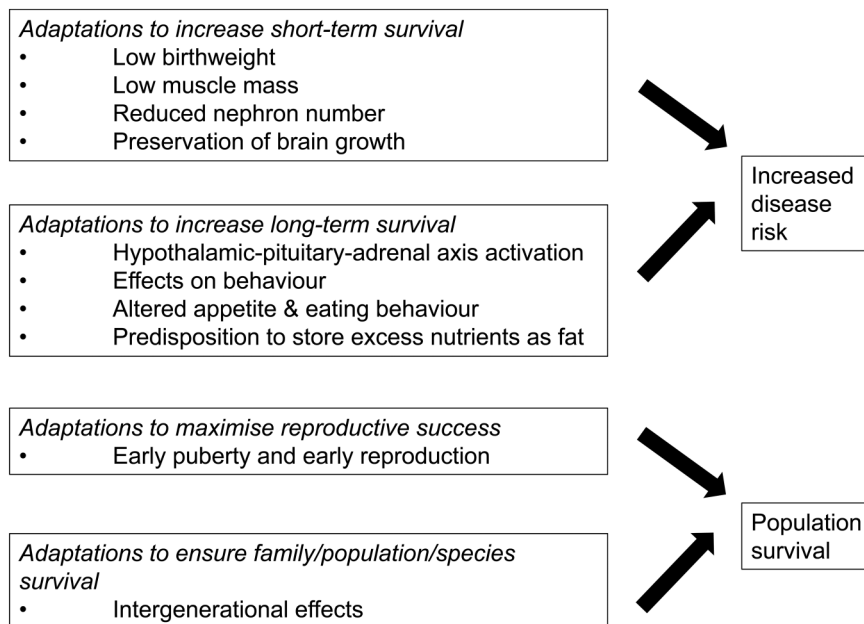 Adaptations to increase short-term survival
• Low birthweight
• Low muscle mass
• Reduced nephron number
• Preservation of brain growth
Increased
disease
risk
Adaptations to increase long-term survival
• Hypothalamic-pituitary-adrenal axis activation
• Effects on behaviour
• Altered appetite & eating behaviour
• Predisposition to store excess nutrients as fat
Adaptations to maximise reproductive success
• Early puberty and early reproduction
Population
survival
Adaptations to ensure family/population/species
survival
• Intergenerational effects